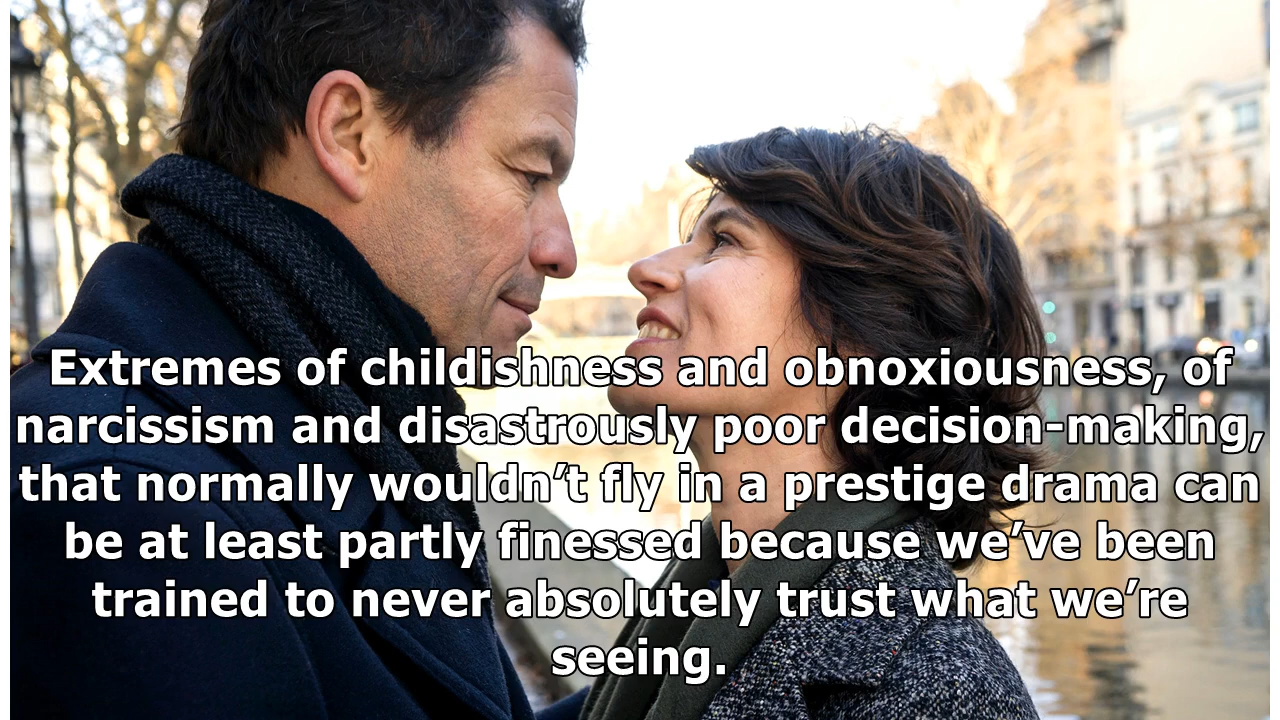 Extremes of childishness and obnoxiousness, of
narcissism and disastrously poor decision-making,
that normally wouldn’t fly in a prestige drama can
be at least partly finessed because we’ve been
trained to never absolutely trust what we’re
seeing.